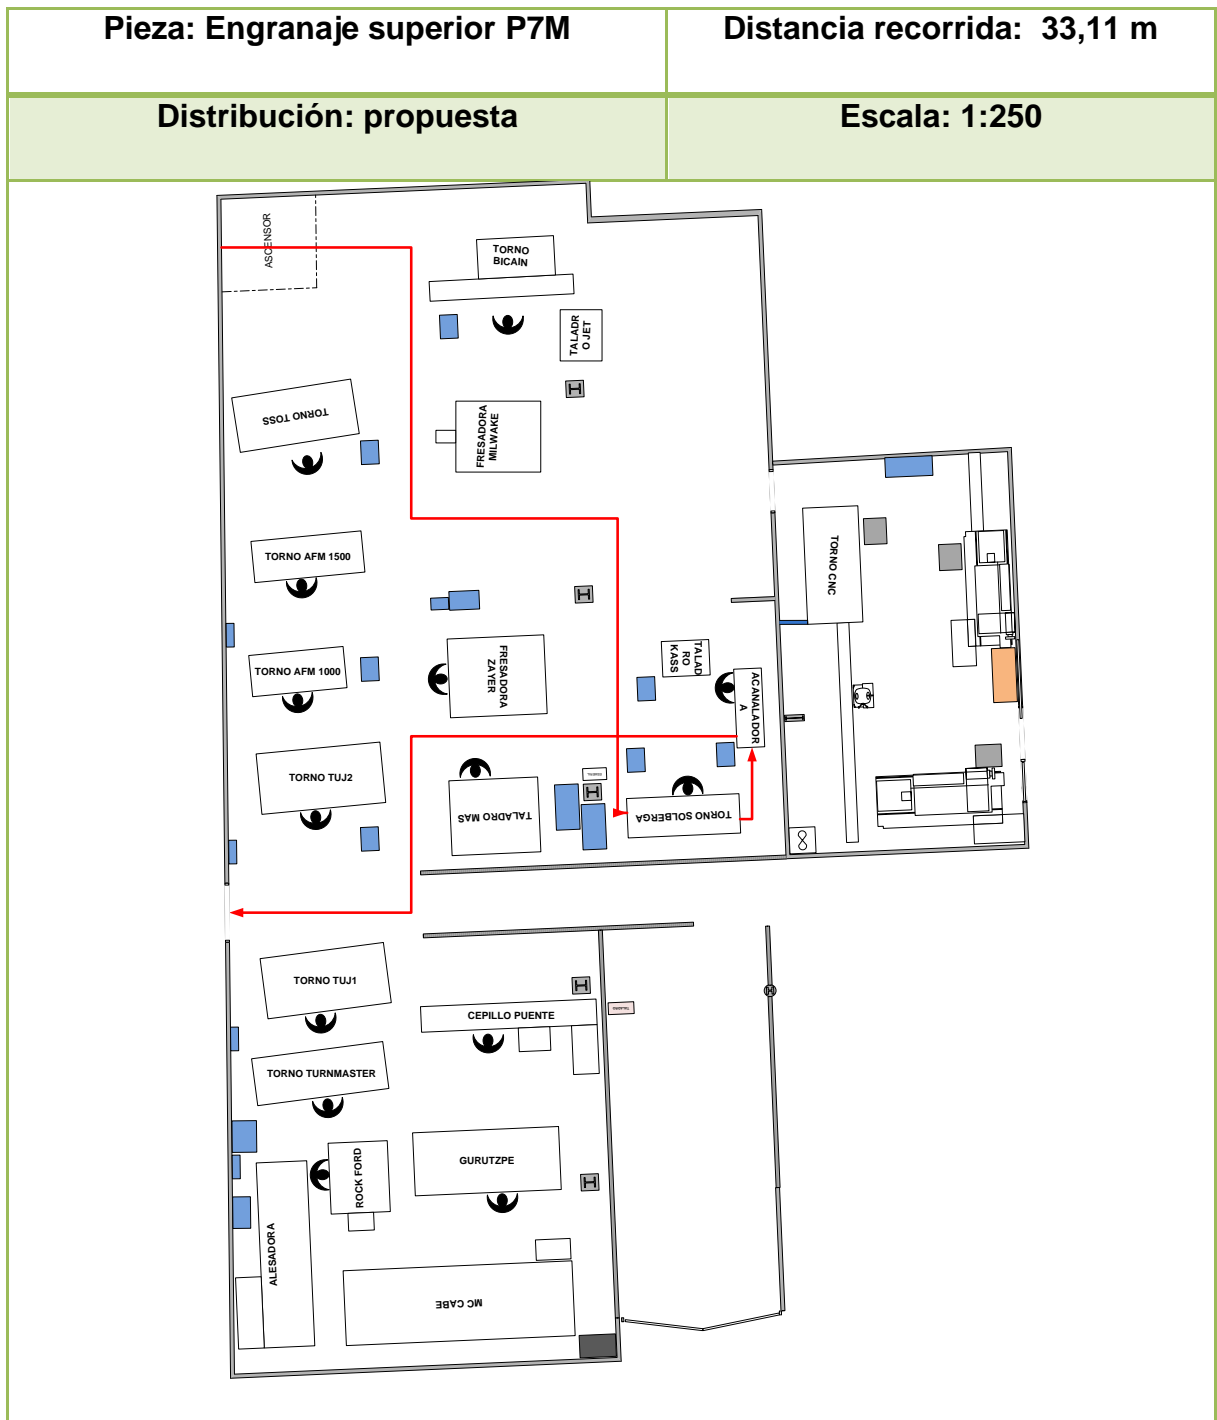 Pieza: Engranaje superior P7M
Distancia recorrida: 33,11 m
Distribución: propuesta
Escala: 1:250
ASCENSOR
TORNO
BICAIN
TALADR
O JET
TORNO TOSS
FRESADORA
MILWAKE
TORNO AFM 1500
TORNO CNC
TORNO AFM 1000
FRESADORA
ZAYER
TALAD
RO
KASS
ACANALADOR
A
TORNO TUJ2
TALADRO MAS
TORNO SOLBERGA
TORNO TUJ1
CEPILLO PUENTE
TALADRO
TORNO TURNMASTER
ROCK FORD
GURUTZPE
ALESADORA
MC CABE